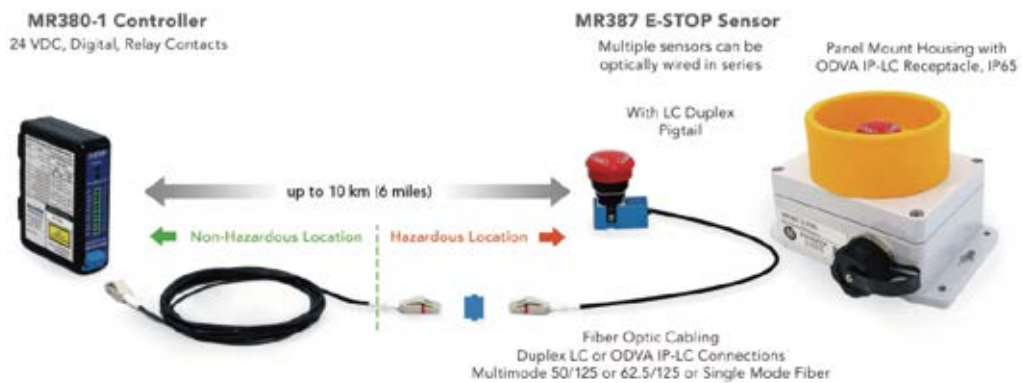 MR380-1 Controller
24 VDC, Digital, Relay Contacts
MR387 E-STOP Sensor
Multiple sensors can be
optically wired in series
Panel Mount Housing with
ODVA IP-LC Receptacle, IP65
With LC Duplex
Pigtail
up to 10 km (6 miles)
Non-Hazardous Location
Hazardous Location
Fiber Optic Cabling
Duplex LC or ODVA IP-LC Connections
Multimode 50/125 or 62.5/125 or Single Mode Fiber